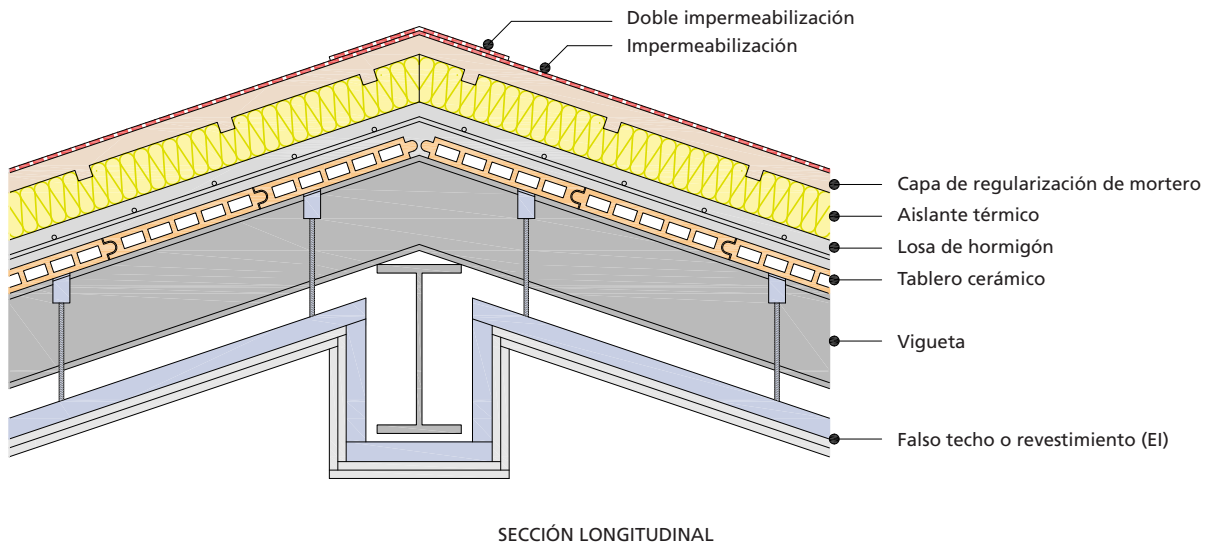 Doble impermeabilización
Impermeabilización
Capa de regularización de mortero
Aislante térmico
Losa de hormigón
Tablero cerámico
Vigueta
Falso techo o revestimiento (EI)
SECCIÓN LONGITUDINAL